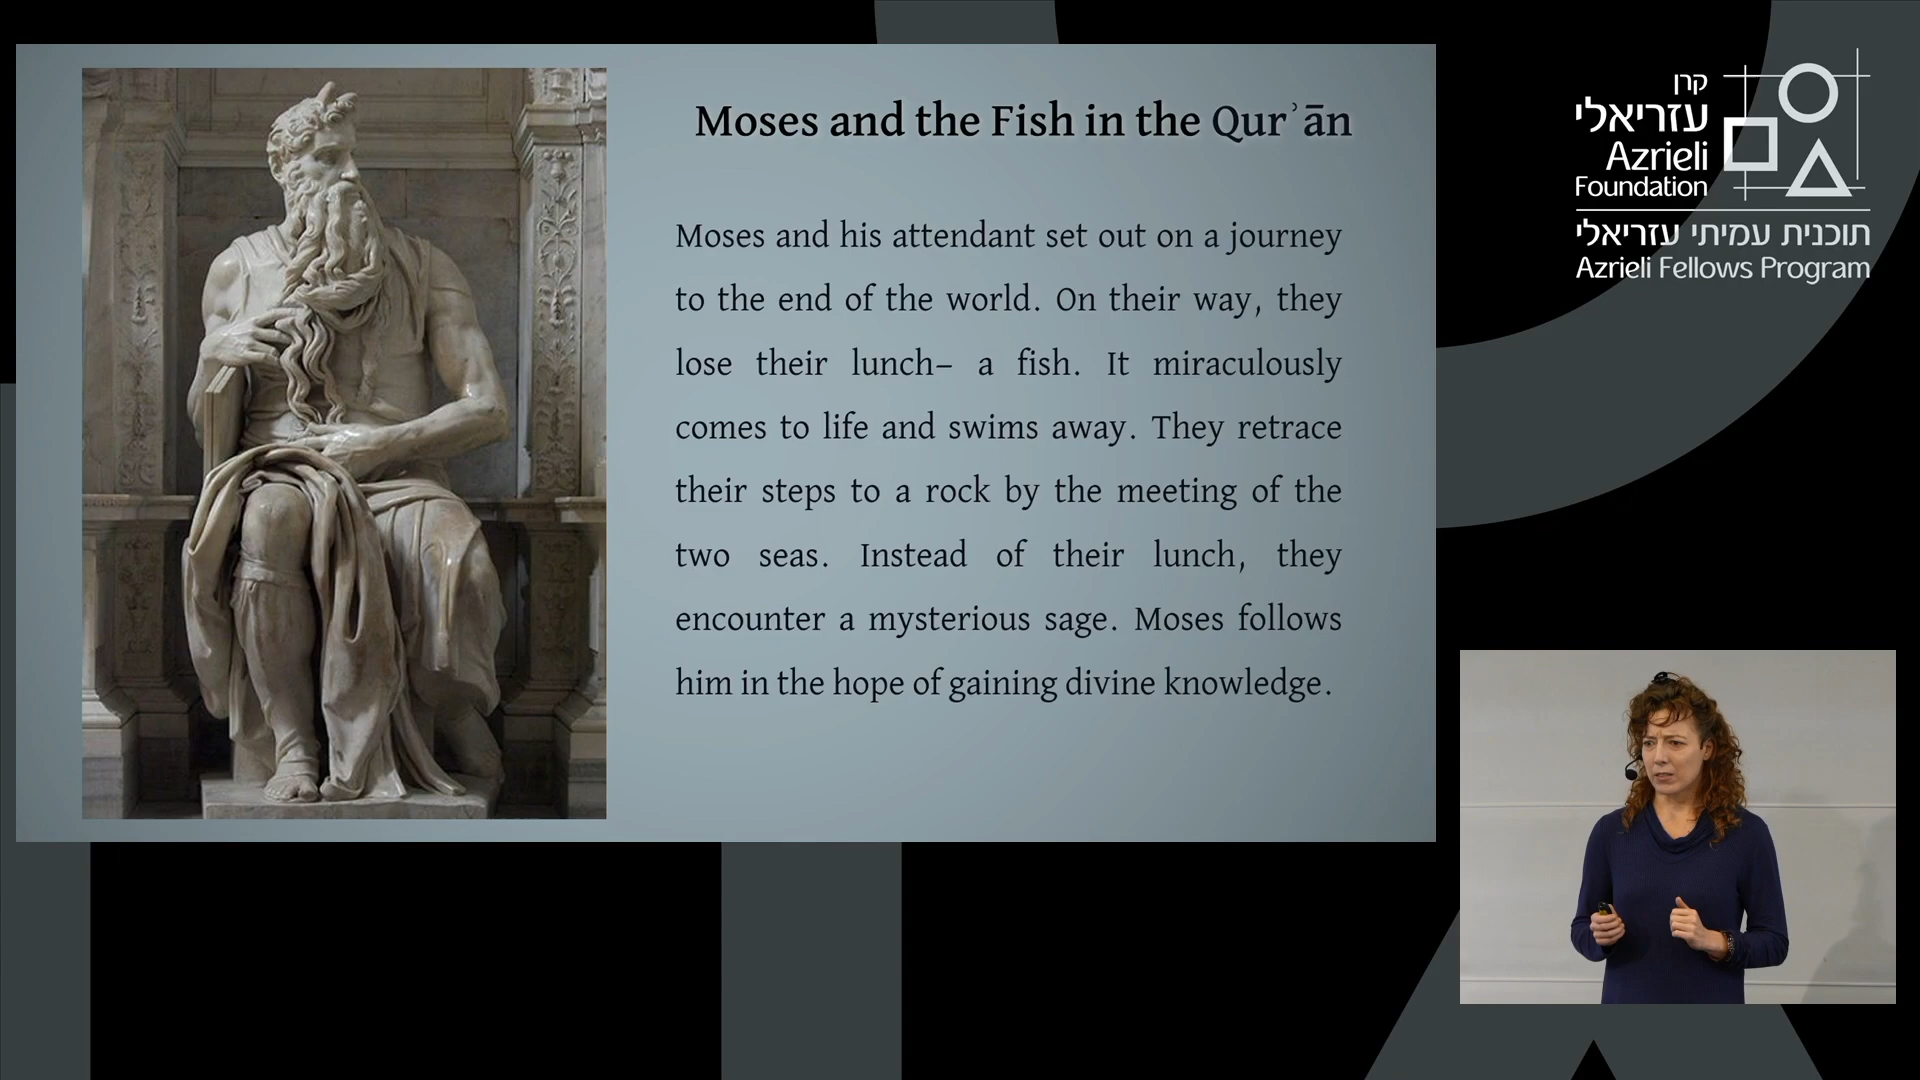 Moses and the Fish in the Qurʾān
Moses and his attendant set out on a journey
to the end of the world. On their way, they
lose their lunch– a fish. It miraculously
comes to life and swims away. They retrace
their steps to a rock by the meeting of the
two seas. Instead of their lunch, they
encounter a mysterious sage. Moses follows
him in the hope of gaining divine knowledge.
קרן
עזריאלי
Azrieli
Foundation
תוכנית עמיתי עזריאלי
Azrieli Fellows Program